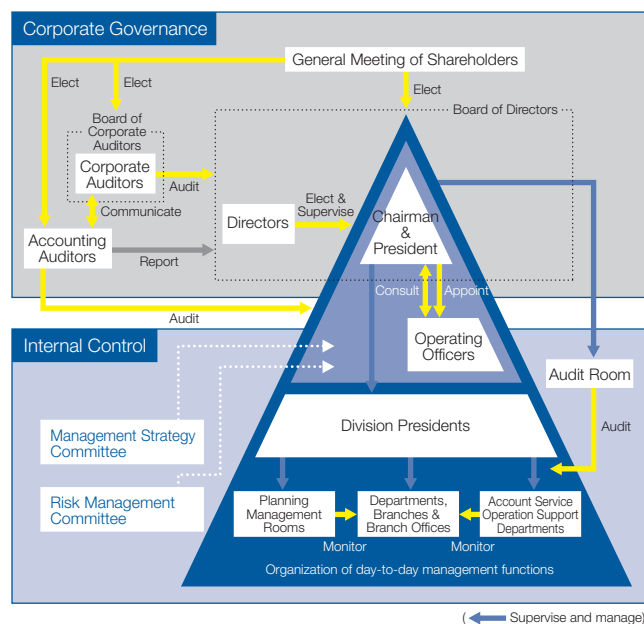 Corporate Governance
General Meeting of Shareholders
Elect
Elect
Elect
Board of
Corporate
Auditors
Board of Directors
Corporate
Auditors
Audit
Communicate
Elect &
Supervise
Directors
Chairman
&
President
Accounting
Auditors
Report
Consult
Appoint
Audit
Operating
Officers
Internal Control
Audit Room
Management Strategy
Committee
Division Presidents
Audit
Risk Management
Committee
Planning
Management
Rooms
Departments,
Branches &
Branch Offices
Account Service
Operation Support
Departments
Monitor
Monitor
Organization of day-to-day management functions
( Supervise and manage)